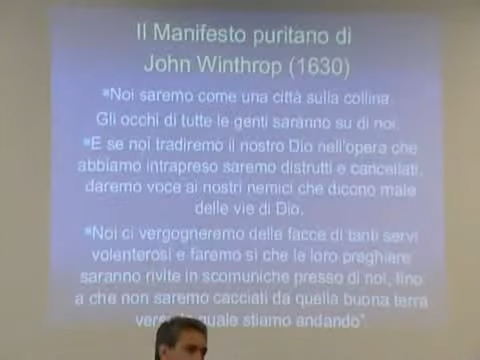 Il Manifesto puritano di
John Winthrop (1630)
"Noi saremo come una città sulla collina.
Gli occhi di tutte le genti saranno su di noi.
"E se noi tradiremo il nostro Dio nell'opera che
abbiamo intrapreso saremo distrutti e cancellati,
daremo voce ai nostri nemici che dicono male
delle vie di Dio.
"Noi ci vergogneremo delle facce di tanti servi
volenterosi e faremo sì che le loro preghiere
saranno rivite in scomuniche presso di noi, fino
a che non saremo cacciati da quella buona terra
quale stiamo andando".